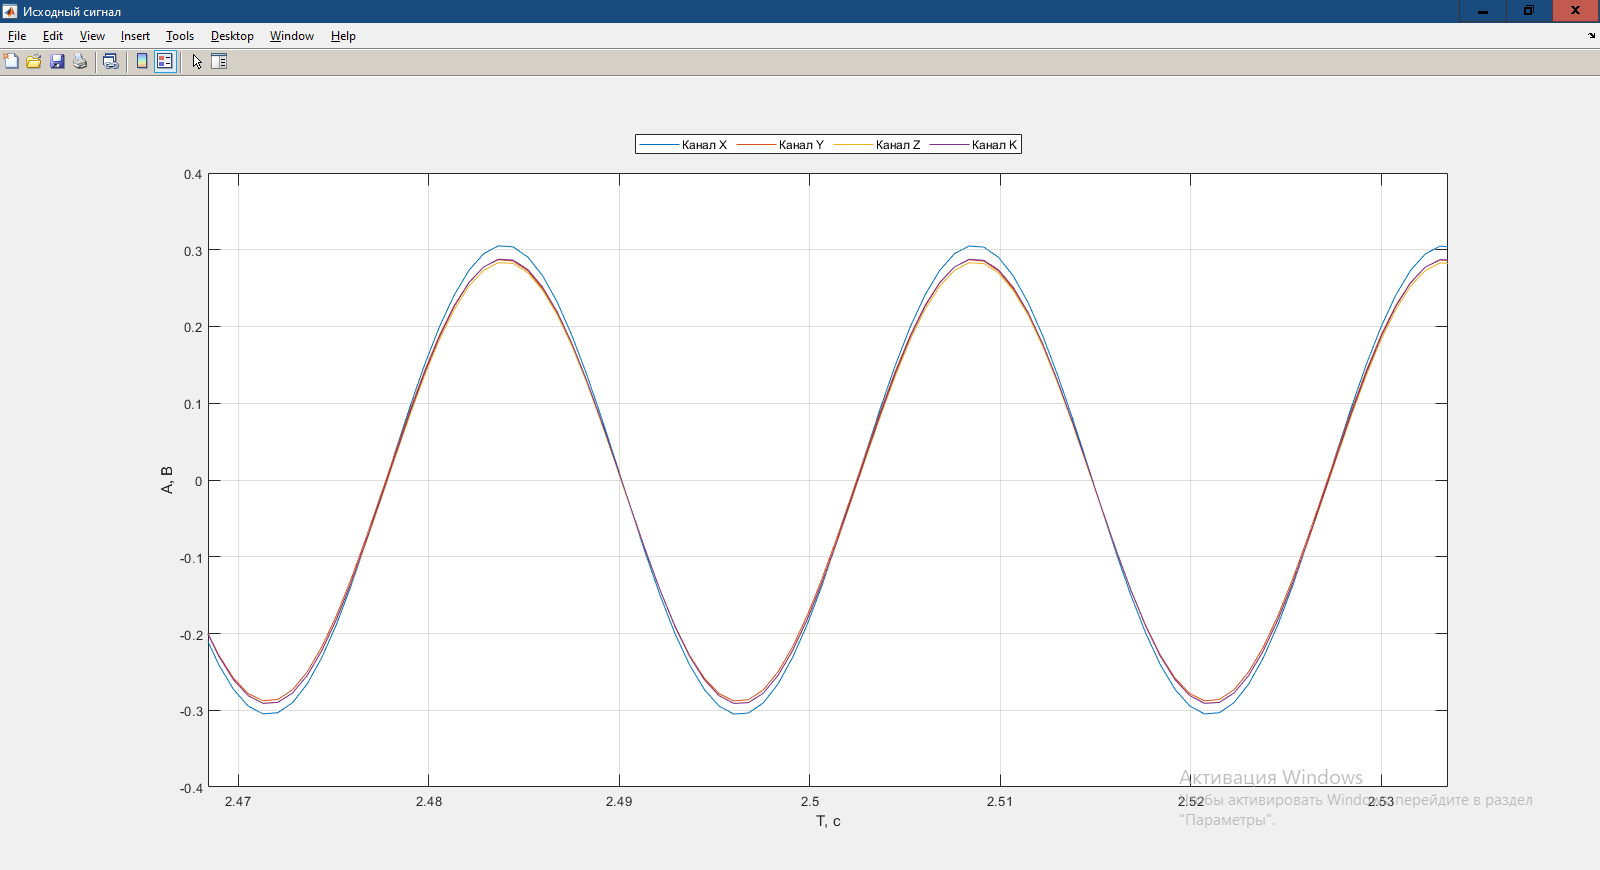 Исходный сигнал
File Edit View Insert Tools Desktop Window Help
Канал X Канал Y Канал Z Канал K
0.4
0.3
0.2
0.1
0
-0.1
-0.2
-0.3
-0.4
A, B
2.47 2.48 2.49 2.5 2.51 2.52 2.53
T, c
Активация Windows
Чтобы активировать Windows, перейдите в раздел
"Параметры".